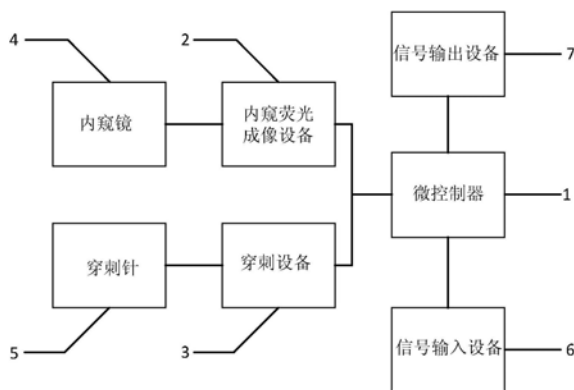 4
2
信号输出设备
7
内窥镜
内窥荧光
成像设备
微控制器
1
穿刺针
穿刺设备
5
3
信号输入设备
6